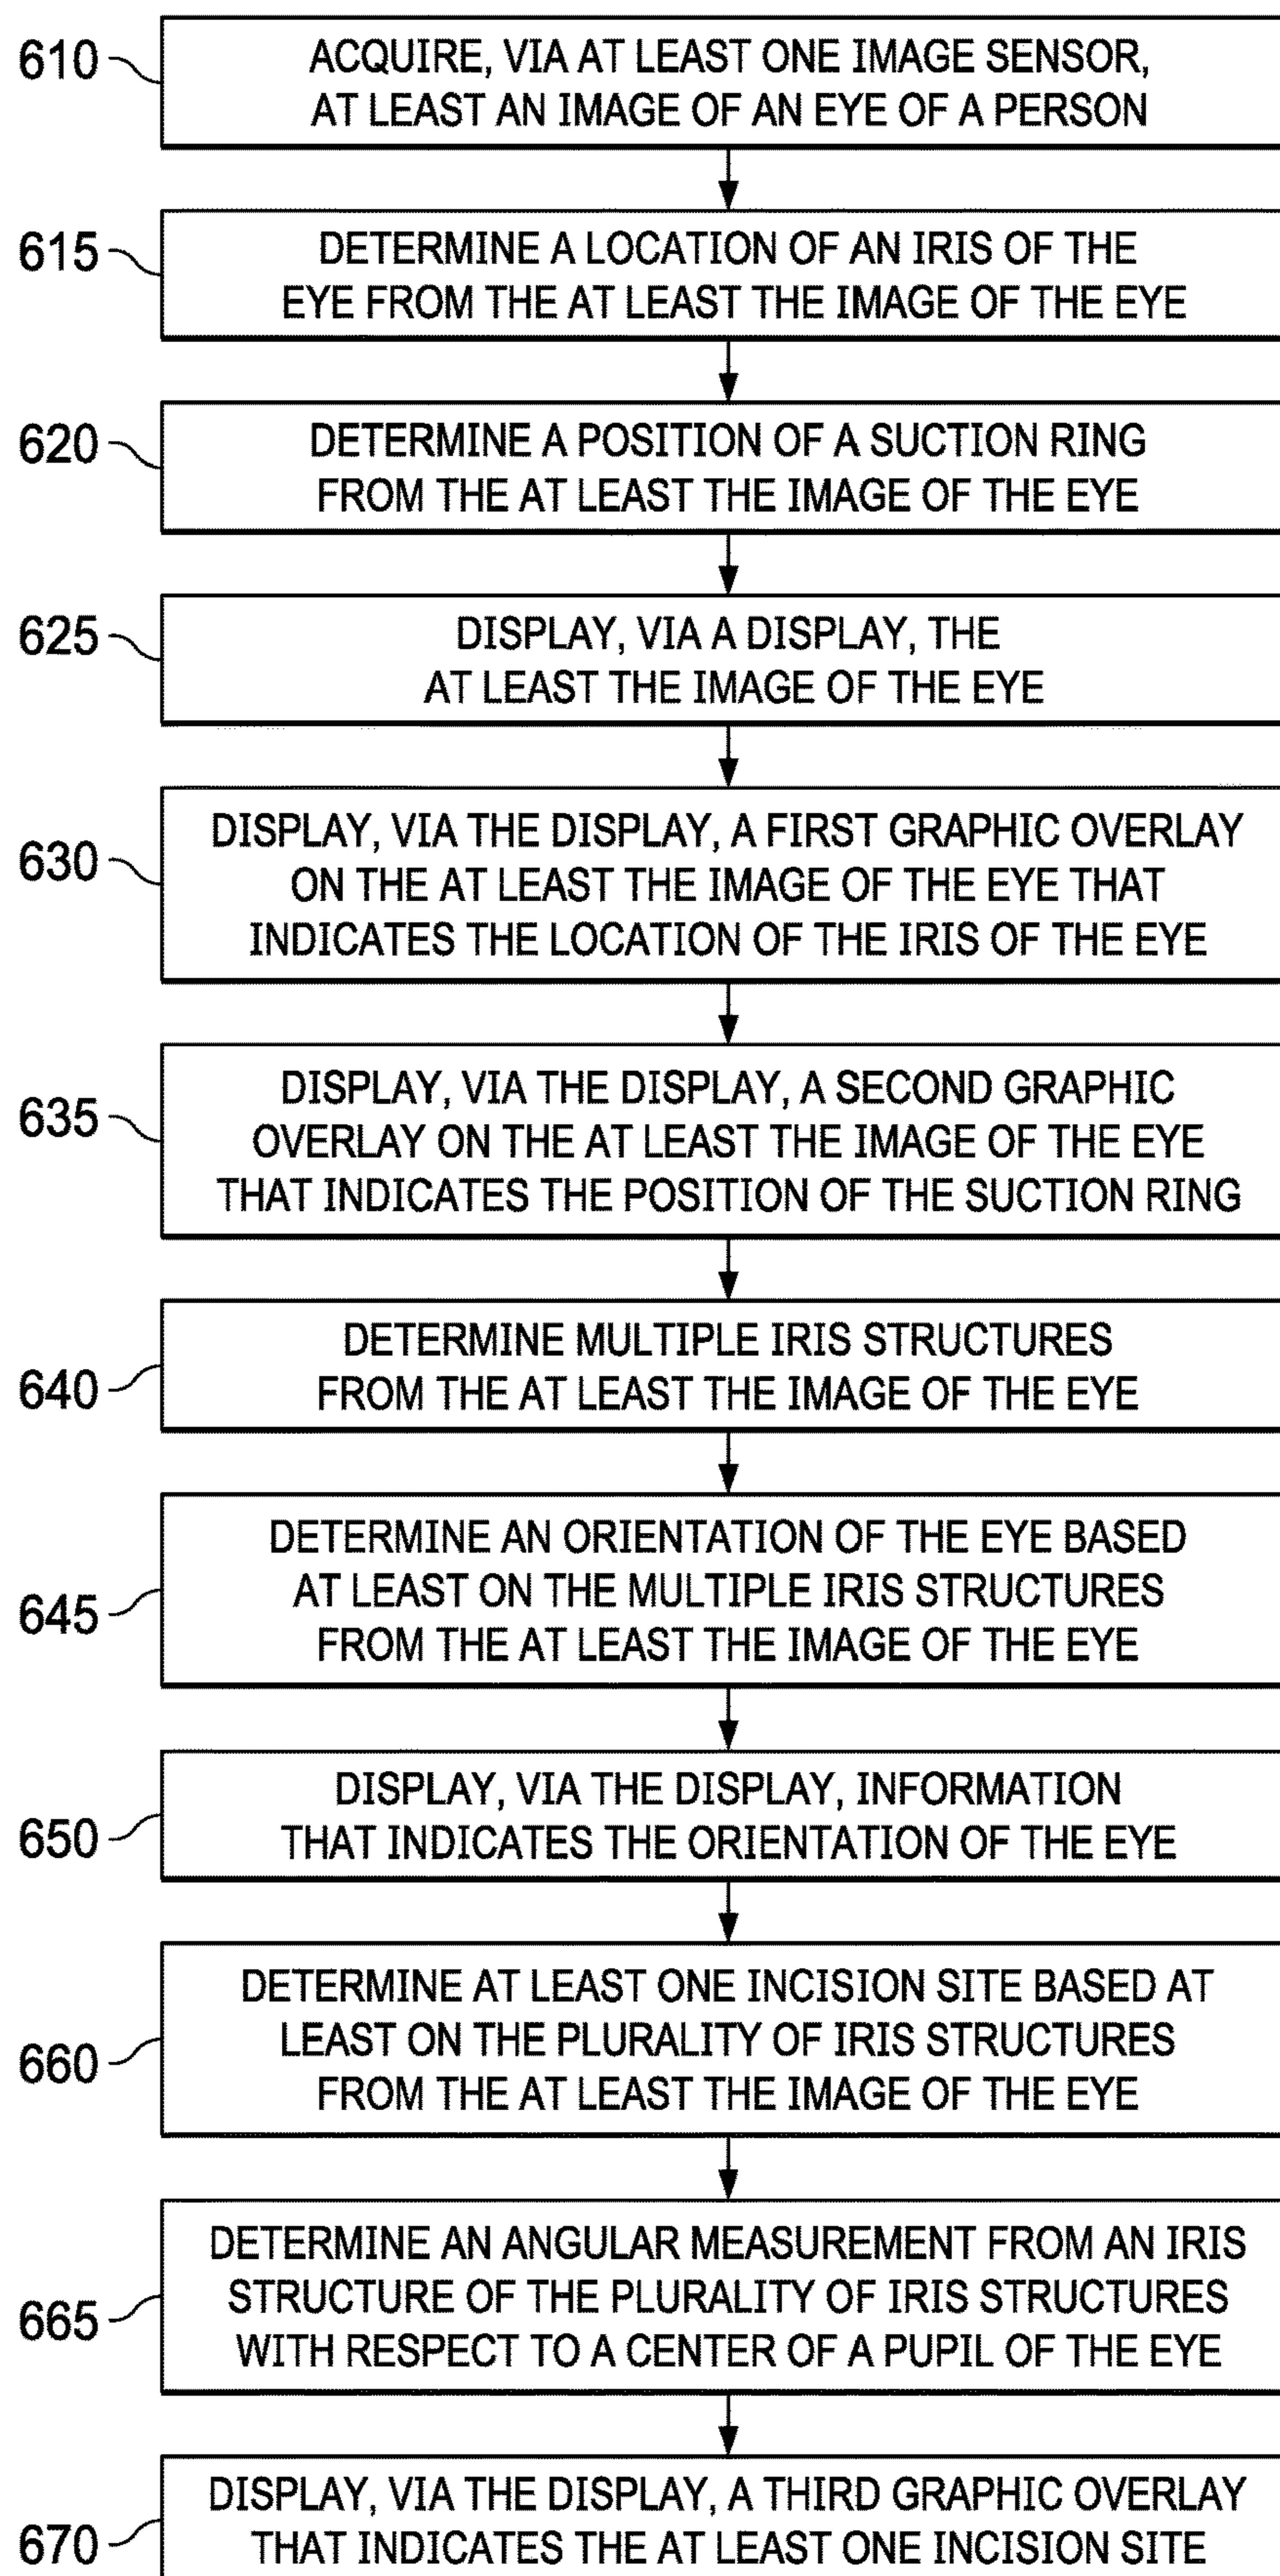 610
ACQUIRE, VIA AT LEAST ONE IMAGE SENSOR,
AT LEAST AN IMAGE OF AN EYE OF A PERSON
615
DETERMINE A LOCATION OF AN IRIS OF THE
EYE FROM THE AT LEAST THE IMAGE OF THE EYE
620
DETERMINE A POSITION OF A SUCTION RING
FROM THE AT LEAST THE IMAGE OF THE EYE
625
DISPLAY, VIA A DISPLAY, THE
AT LEAST THE IMAGE OF THE EYE
630
DISPLAY, VIA THE DISPLAY, A FIRST GRAPHIC OVERLAY
ON THE AT LEAST THE IMAGE OF THE EYE THAT
INDICATES THE LOCATION OF THE IRIS OF THE EYE
635
DISPLAY, VIA THE DISPLAY, A SECOND GRAPHIC
OVERLAY ON THE AT LEAST THE IMAGE OF THE EYE
THAT INDICATES THE POSITION OF THE SUCTION RING
640
DETERMINE MULTIPLE IRIS STRUCTURES
FROM THE AT LEAST THE IMAGE OF THE EYE
645
DETERMINE AN ORIENTATION OF THE EYE BASED
AT LEAST ON THE MULTIPLE IRIS STRUCTURES
FROM THE AT LEAST THE IMAGE OF THE EYE
650
DISPLAY, VIA THE DISPLAY, INFORMATION
THAT INDICATES THE ORIENTATION OF THE EYE
660
DETERMINE AT LEAST ONE INCISION SITE BASED AT
LEAST ON THE PLURALITY OF IRIS STRUCTURES
FROM THE AT LEAST THE IMAGE OF THE EYE
665
DETERMINE AN ANGULAR MEASUREMENT FROM AN IRIS
STRUCTURE OF THE PLURALITY OF IRIS STRUCTURES
WITH RESPECT TO A CENTER OF A PUPIL OF THE EYE
670
DISPLAY, VIA THE DISPLAY, A THIRD GRAPHIC OVERLAY
THAT INDICATES THE AT LEAST ONE INCISION SITE